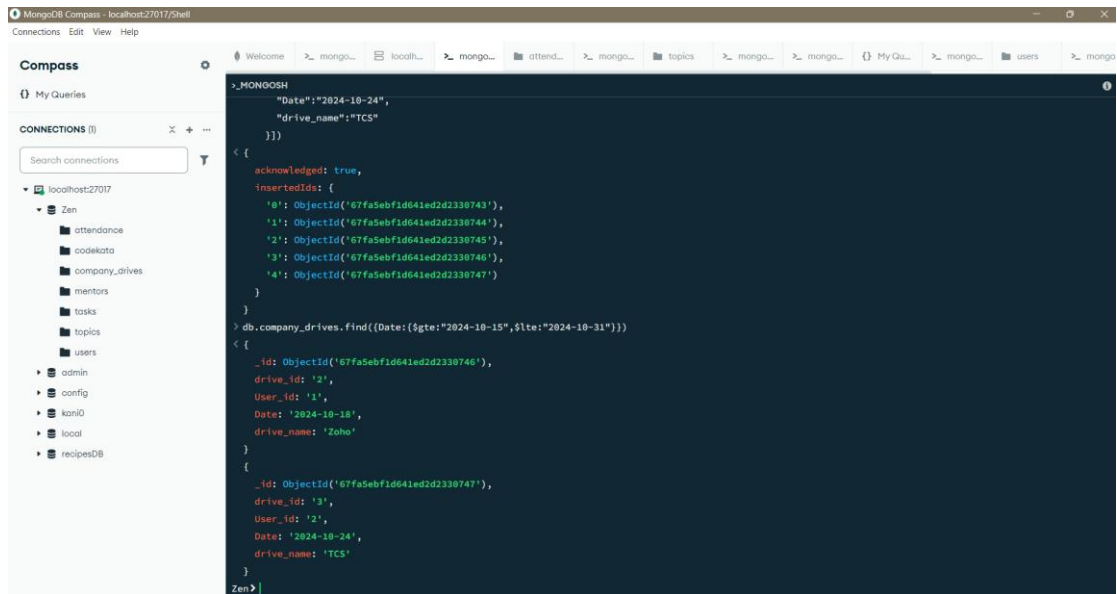 MongoDB Compass - localhost:27017/Shell
Connections Edit View Help
Compass
{} My Queries
CONNECTIONS (1)
Search connections
localhost:27017
Zen
attendance
codekata
company_drives
mentors
tasks
topics
users
admin
config
kani0
local
recipesDB
Welcome >_ mongo... localh... >_ mongo... attend... >_ mongo... topics >_ mongo... >_ mongo... {} My Qu... >_ mongo... users >_ mongo
>_MONGOSH
"Date":"2024-10-24",
"drive_name":"TCS"
}])
< {
acknowledged: true,
insertedIds: {
'0': ObjectId('67fa5ebf1d641ed2d2330743'),
'1': ObjectId('67fa5ebf1d641ed2d2330744'),
'2': ObjectId('67fa5ebf1d641ed2d2330745'),
'3': ObjectId('67fa5ebf1d641ed2d2330746'),
'4': ObjectId('67fa5ebf1d641ed2d2330747')
}
}
> db.company_drives.find({Date:{$gte:"2024-10-15",$lte:"2024-10-31"}})
< {
_id: ObjectId('67fa5ebf1d641ed2d2330746'),
drive_id: '2',
User_id: '1',
Date: '2024-10-18',
drive_name: 'Zoho'
}
{
_id: ObjectId('67fa5ebf1d641ed2d2330747'),
drive_id: '3',
User_id: '2',
Date: '2024-10-24',
drive_name: 'TCS'
}
Zen>